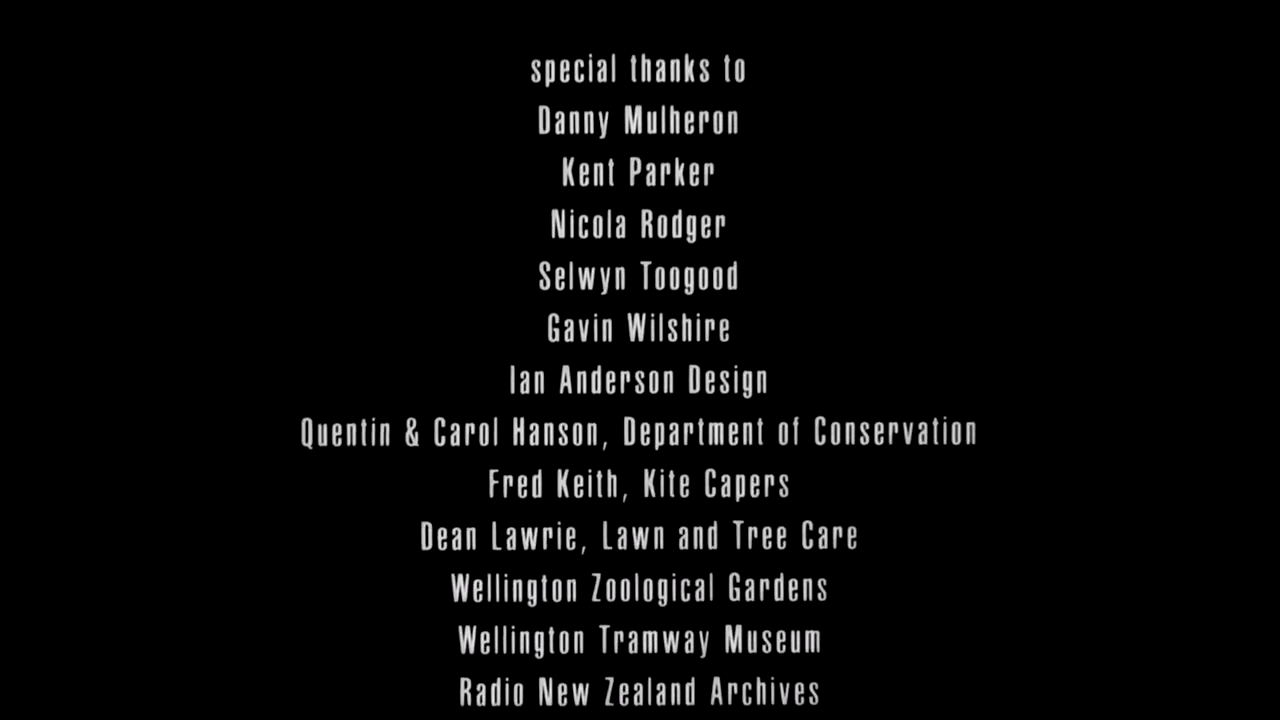 special thanks to
Danny Mulheron
Kent Parker
Nicola Rodger
Selwyn Toogood
Gavin Wilshire
Ian Anderson Design
Quentin & Carol Hanson, Department of Conservation
Fred Keith, Kite Capers
Dean Lawrie, Lawn and Tree Care
Wellington Zoological Gardens
Wellington Tramway Museum
Radio New Zealand Archives